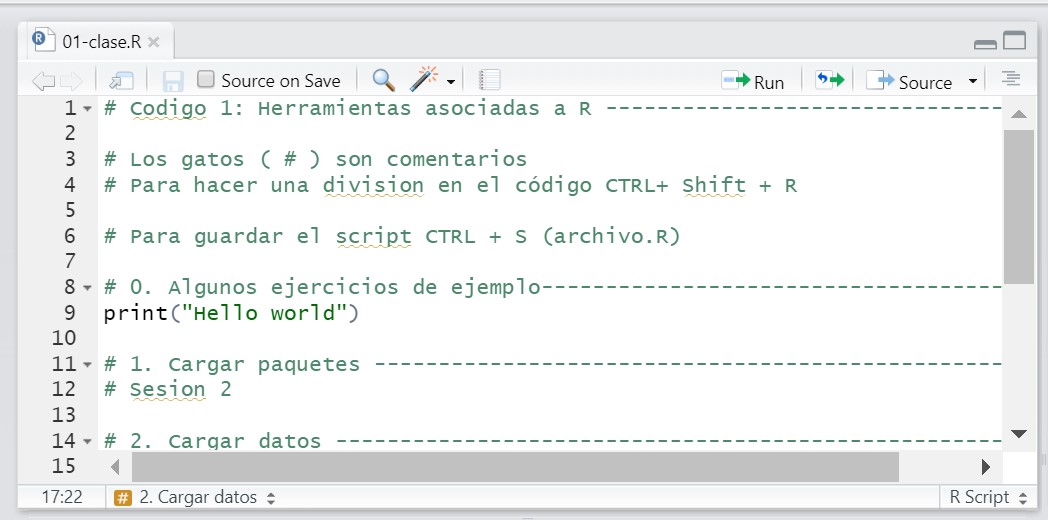 01-clase.R
Source on Save
Run
Source
1 # Codigo 1: Herramientas asociadas a R -------------------------------
2
3 # Los gatos ( # ) son comentarios
4 # Para hacer una division en el código CTRL+ Shift + R
5
6 # Para guardar el script CTRL + S (archivo.R)
7
8 # 0. Algunos ejercicios de ejemplo------------------------------------
9 print("Hello world")
10
11 # 1. Cargar paquetes -------------------------------------------------
12 # Sesion 2
13
14 # 2. Cargar datos ----------------------------------------------------
15
17:22 # 2. Cargar datos R Script